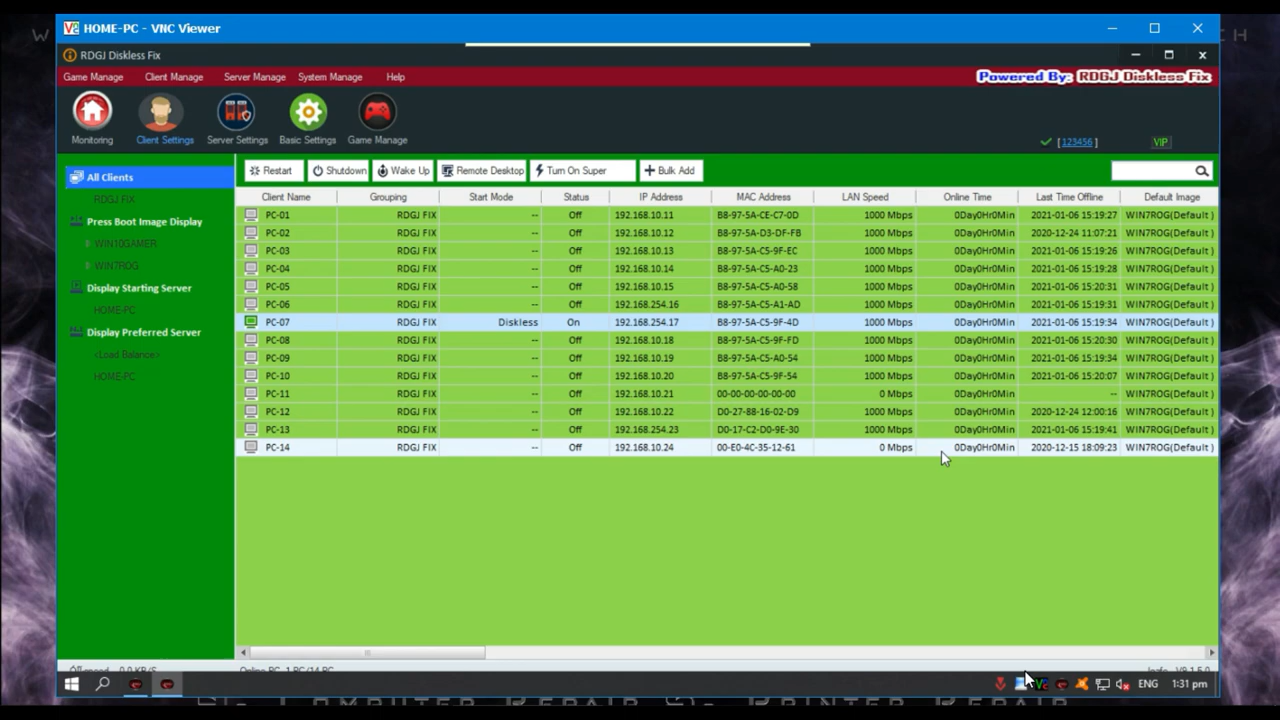 HOME-PC - VNC Viewer
RDGJ Diskless Fix
Game Manage Client Manage Server Manage System Manage Help
Powered By: RDGJ Diskless Fix
Monitoring Client Settings Server Settings Basic Settings Game Manage
[123456] VIP
All Clients
RDGJ FIX
Press Boot Image Display
WIN10GAMER
WIN7ROG
Display Starting Server
HOME-PC
Display Preferred Server
<Load Balance>
HOME-PC
Restart Shutdown Wake Up Remote Desktop Turn On Super Bulk Add
Client Name Grouping Start Mode Status IP Address MAC Address LAN Speed Online Time Last Time Offline Default Image
PC-01 RDGJ FIX -- Off 192.168.10.11 B8-97-5A-CE-C7-0D 1000 Mbps 0Day0Hr0Min 2021-01-06 15:19:27 WIN7ROG(Default )
PC-02 RDGJ FIX -- Off 192.168.10.12 B8-97-5A-D3-DF-FB 1000 Mbps 0Day0Hr0Min 2020-12-24 11:07:21 WIN7ROG(Default )
PC-03 RDGJ FIX -- Off 192.168.10.13 B8-97-5A-C5-9F-EC 1000 Mbps 0Day0Hr0Min 2021-01-06 15:19:26 WIN7ROG(Default )
PC-04 RDGJ FIX -- Off 192.168.10.14 B8-97-5A-C5-A0-23 1000 Mbps 0Day0Hr0Min 2021-01-06 15:19:28 WIN7ROG(Default )
PC-05 RDGJ FIX -- Off 192.168.10.15 B8-97-5A-C5-A0-58 1000 Mbps 0Day0Hr0Min 2021-01-06 15:20:31 WIN7ROG(Default )
PC-06 RDGJ FIX -- Off 192.168.254.16 B8-97-5A-C5-A1-AD 1000 Mbps 0Day0Hr0Min 2021-01-06 15:19:31 WIN7ROG(Default )
PC-07 RDGJ FIX Diskless On 192.168.254.17 B8-97-5A-C5-9F-4D 1000 Mbps 0Day0Hr0Min 2021-01-06 15:19:34 WIN7ROG(Default )
PC-08 RDGJ FIX -- Off 192.168.10.18 B8-97-5A-C5-9F-FD 1000 Mbps 0Day0Hr0Min 2021-01-06 15:20:30 WIN7ROG(Default )
PC-09 RDGJ FIX -- Off 192.168.10.19 B8-97-5A-C5-A0-54 1000 Mbps 0Day0Hr0Min 2021-01-06 15:19:34 WIN7ROG(Default )
PC-10 RDGJ FIX -- Off 192.168.10.20 B8-97-5A-C5-9F-54 1000 Mbps 0Day0Hr0Min 2021-01-06 15:20:07 WIN7ROG(Default )
PC-11 RDGJ FIX -- Off 192.168.10.21 00-00-00-00-00-00 0 Mbps 0Day0Hr0Min -- WIN7ROG(Default )
PC-12 RDGJ FIX -- Off 192.168.10.22 D0-27-88-16-02-D9 1000 Mbps 0Day0Hr0Min 2020-12-24 12:00:16 WIN7ROG(Default )
PC-13 RDGJ FIX -- Off 192.168.254.23 D0-17-C2-D0-9E-30 1000 Mbps 0Day0Hr0Min 2021-01-06 15:19:41 WIN7ROG(Default )
PC-14 RDGJ FIX -- Off 192.168.10.24 00-E0-4C-35-12-61 0 Mbps 0Day0Hr0Min 2020-12-15 18:09:23 WIN7ROG(Default )
Online PC, 1 PC/14 PC
ENG 1:31 pm